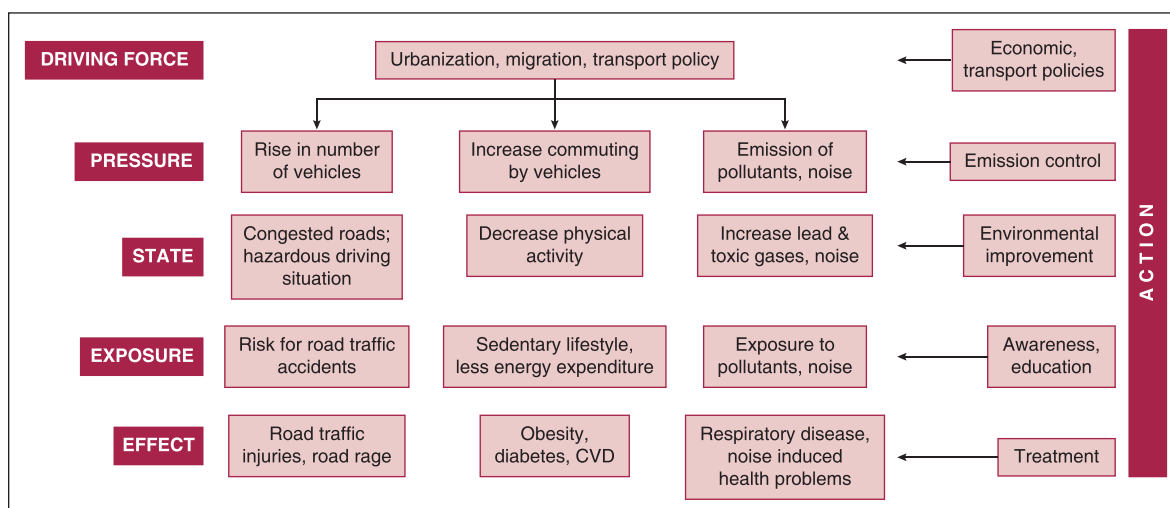 DRIVING FORCE
Urbanization, migration, transport policy
Economic,
transport policies
PRESSURE
Rise in number
of vehicles
Increase commuting
by vehicles
Emission of
pollutants, noise
Emission control
STATE
Congested roads;
hazardous driving
situation
Decrease physical
activity
Increase lead &
toxic gases, noise
Environmental
improvement
EXPOSURE
Risk for road traffic
accidents
Sedentary lifestyle,
less energy expenditure
Exposure to
pollutants, noise
Awareness,
education
EFFECT
Road traffic
injuries, road rage
Obesity,
diabetes, CVD
Respiratory disease,
noise induced
health problems
Treatment
ACTION